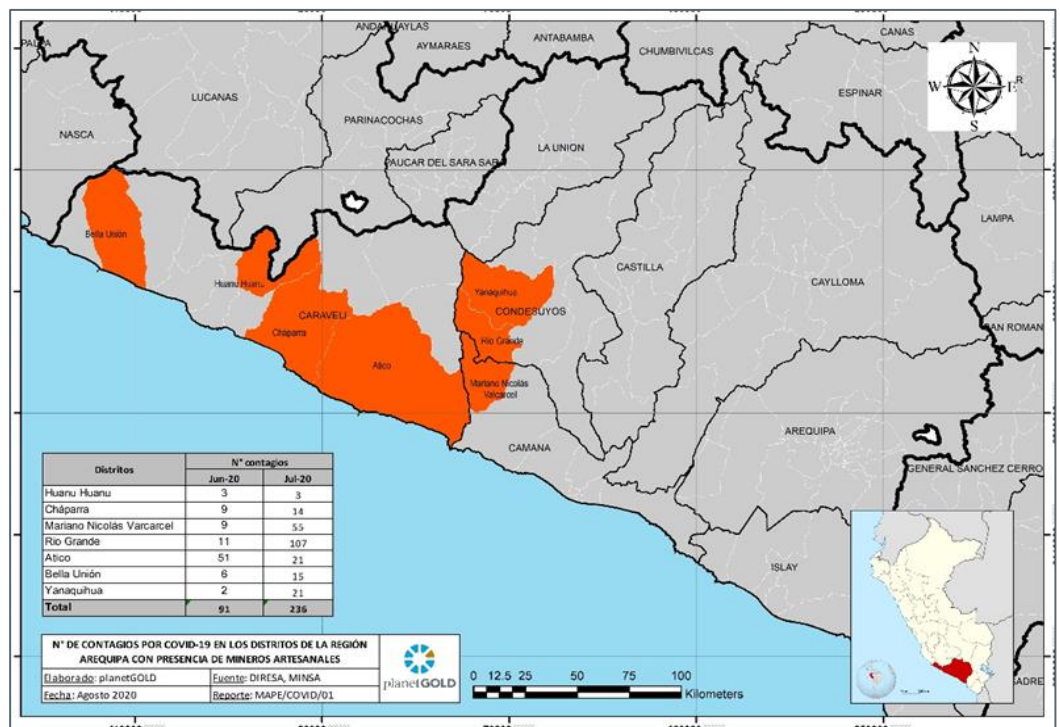 ANDAHUAYLAS
AYMARAES
ANTABAMBA
CHUMBIVILCAS
CANAS
PALPA
LUCANAS
ESPINAR
N
W
E
S
R
NASCA
PARINACOCHAS
PAUCAR DEL SARA SARA
LA UNION
LAMPA
Bella Unión
Huanu Huanu
CARAVELI
Cháparra
Atico
Yanaquihua
CONDESUYOS
Río Grande
Mariano Nicolás
Valcarcel
CASTILLA
CAYLLOMA
SAN ROMAN
CAMANA
AREQUIPA
GENERAL SANCHEZ CERRO
ISLAY
Distritos
N° contagios
Jun-20 Jul-20
Huanu Huanu 3 3
Cháparra 9 14
Mariano Nicolás Varcarcel 9 55
Rio Grande 11 107
Atico 51 21
Bella Unión 6 15
Yanaquihua 2 21
Total 91 236
N° DE CONTAGIOS POR COVID-19 EN LOS DISTRITOS DE LA REGIÓN
AREQUIPA CON PRESENCIA DE MINEROS ARTESANALES
Elaborado: planetGOLD Fuente: DIRESA, MINSA
Fecha: Agosto 2020 Reporte: MAPE/COVID/01
planetGOLD
0 12.5 25 50 75 100
Kilometers
ADRE